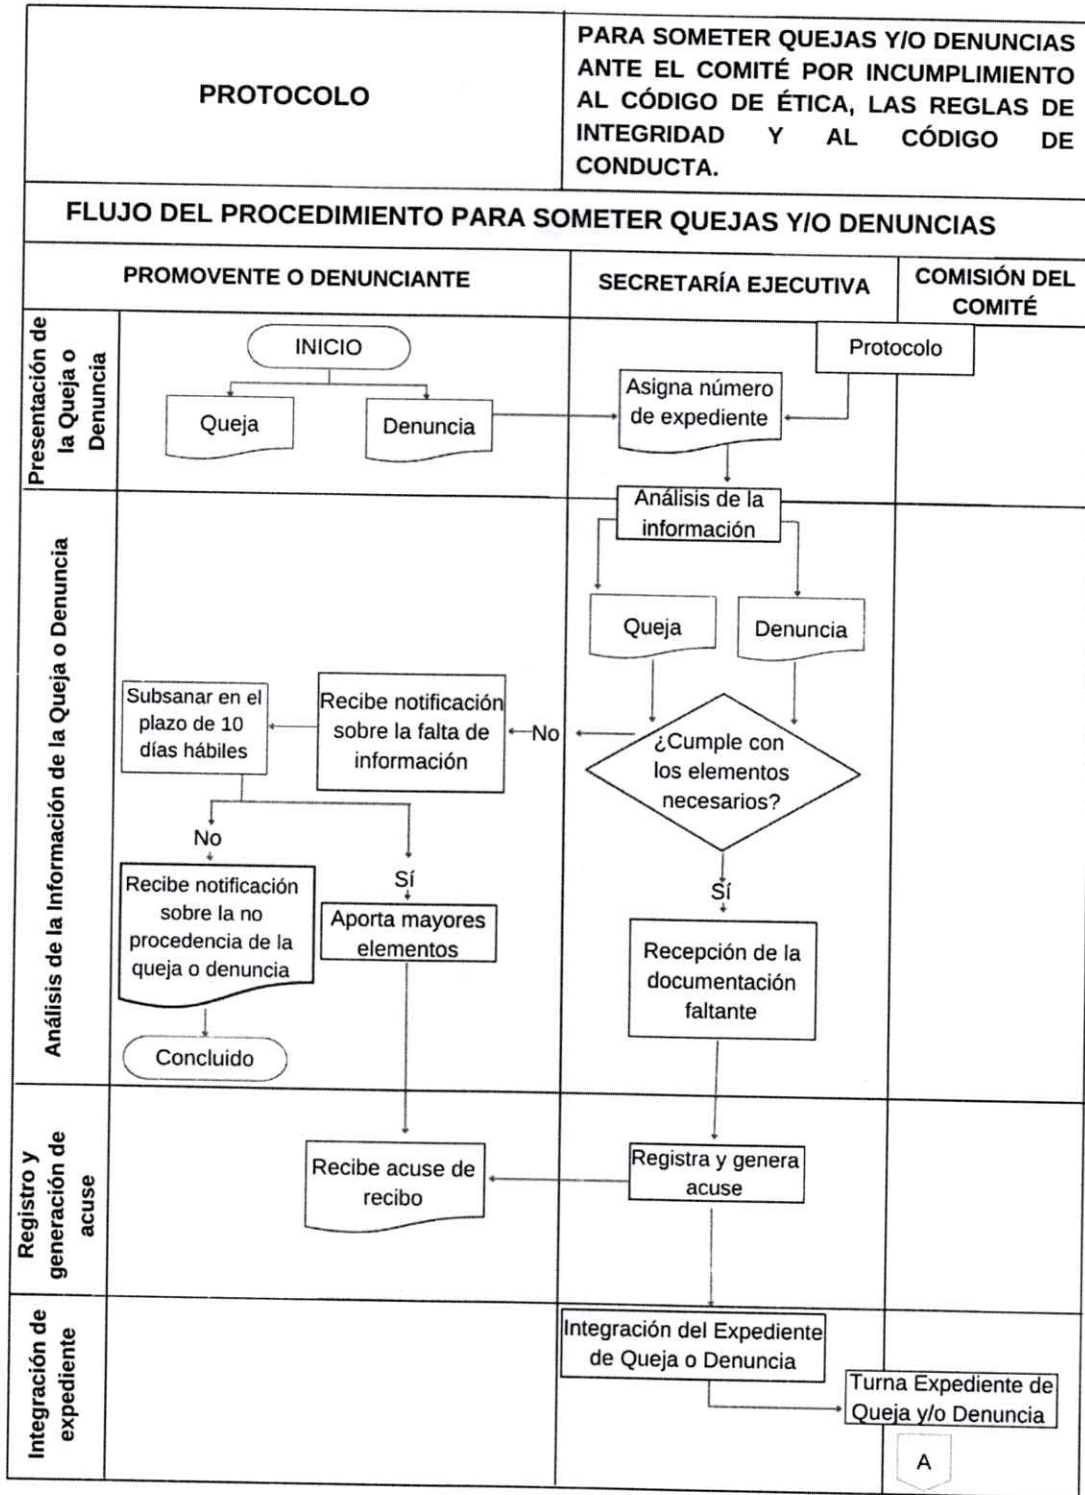 PROTOCOLO
PARA SOMETER QUEJAS Y/O DENUNCIAS
ANTE EL COMITÉ POR INCUMPLIMIENTO
AL CÓDIGO DE ÉTICA, LAS REGLAS DE
INTEGRIDAD Y AL CÓDIGO DE
CONDUCTA.
FLUJO DEL PROCEDIMIENTO PARA SOMETER QUEJAS Y/O DENUNCIAS
PROMOVENTE O DENUNCIANTE
SECRETARÍA EJECUTIVA
COMISIÓN DEL
COMITÉ
Presentación de
la Queja o
Denuncia
INICIO
Queja
Denuncia
Asigna número
de expediente
Protocolo
Análisis de la Información de la Queja o Denuncia
Análisis de la
información
Queja
Denuncia
¿Cumple con
los elementos
necesarios?
No
Recibe notificación
sobre la falta de
información
Subsanar en el
plazo de 10
días hábiles
No
Sí
Recibe notificación
sobre la no
procedencia de la
queja o denuncia
Aporta mayores
elementos
Concluido
Sí
Recepción de la
documentación
faltante
Registro y
generación de
acuse
Recibe acuse de
recibo
Registra y genera
acuse
Integración de
expediente
Integración del Expediente
de Queja o Denuncia
Turna Expediente de
Queja y/o Denuncia
A